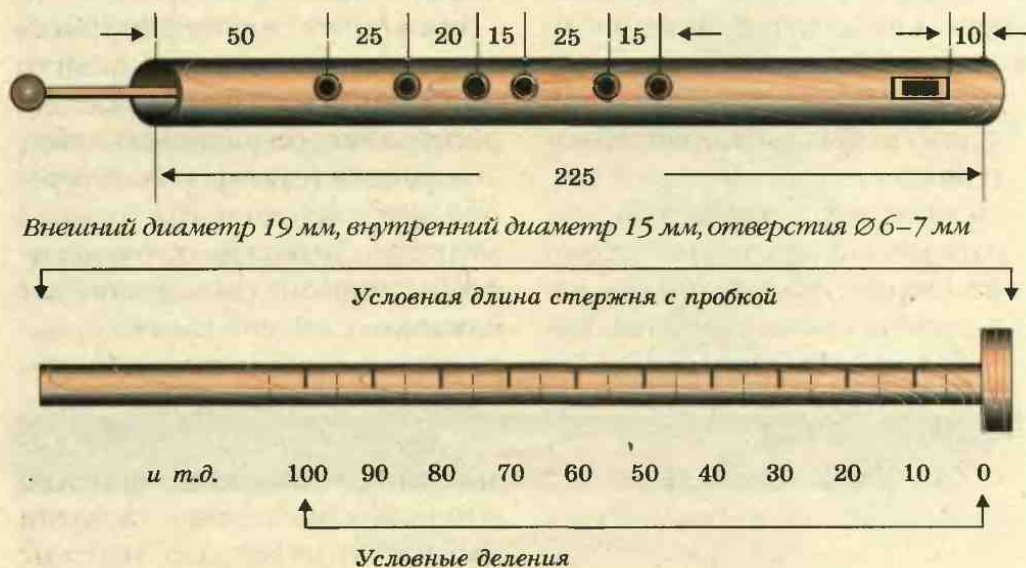 50 25 20 15 25 15 10
225
Внешний диаметр 19 мм, внутренний диаметр 15 мм, отверстия Ø 6–7 мм
Условная длина стержня с пробкой
и т.д. 100 90 80 70 60 50 40 30 20 10 0
Условные деления